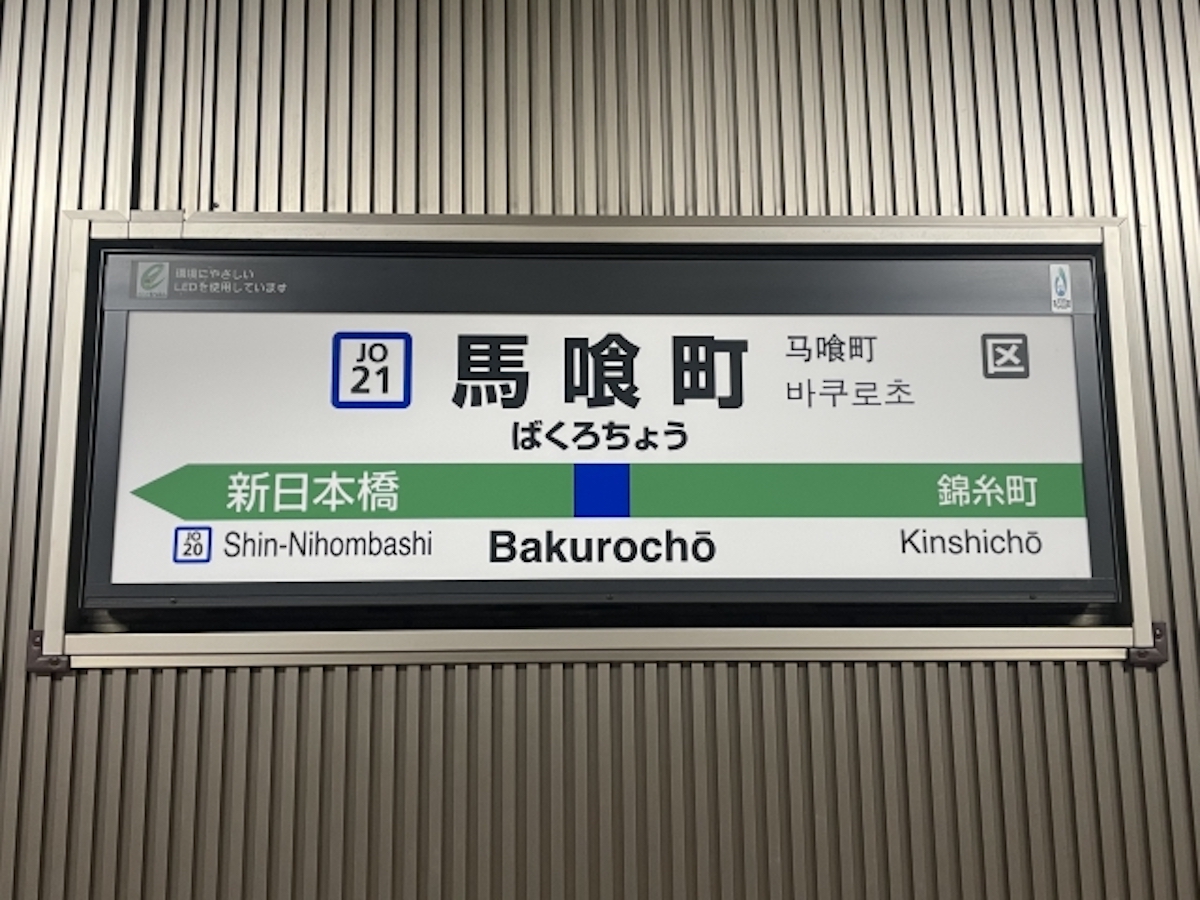 環境にやさしい
LEDを使用しています
JO
21
馬喰町
马喰町
바쿠로초
区
ばくろちょう
新日本橋
錦糸町
JO
20
Shin-Nihombashi
Bakurochō
Kinshichō